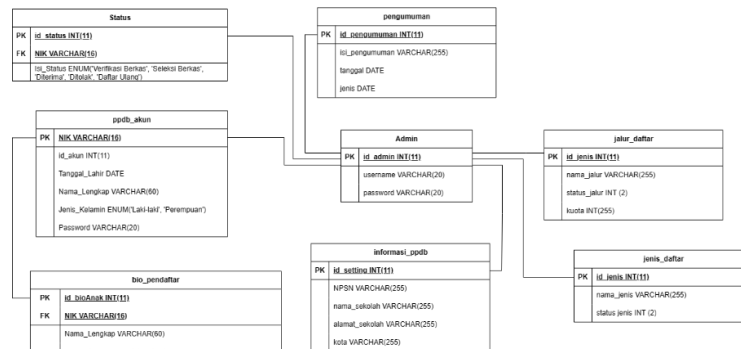 Status
PK id_status INT(11)
FK NIK VARCHAR(16)
Isi_Status ENUM('Verifikasi Berkas', 'Seleksi Berkas',
'Diterima', 'Ditolak', 'Daftar Ulang')
pengumuman
PK id_pengumuman INT(11)
isi_pengumuman VARCHAR(255)
tanggal DATE
jenis DATE
ppdb_akun
PK NIK VARCHAR(16)
id_akun INT(11)
Tanggal_Lahir DATE
Nama_Lengkap VARCHAR(60)
Jenis_Kelamin ENUM('Laki-laki', 'Perempuan')
Password VARCHAR(20)
Admin
PK id_admin INT(11)
username VARCHAR(20)
password VARCHAR(20)
jalur_daftar
PK id_jenis INT(11)
nama_jalur VARCHAR(255)
status_jalur INT (2)
kuota INT(255)
bio_pendaftar
PK id_bioAnak INT(11)
FK NIK VARCHAR(16)
Nama_Lengkap VARCHAR(60)
informasi_ppdb
PK id_setting INT(11)
NPSN VARCHAR(255)
nama_sekolah VARCHAR(255)
alamat_sekolah VARCHAR(255)
kota VARCHAR(255)
jenis_daftar
PK id_jenis INT(11)
nama_jenis VARCHAR(255)
status jenis INT (2)